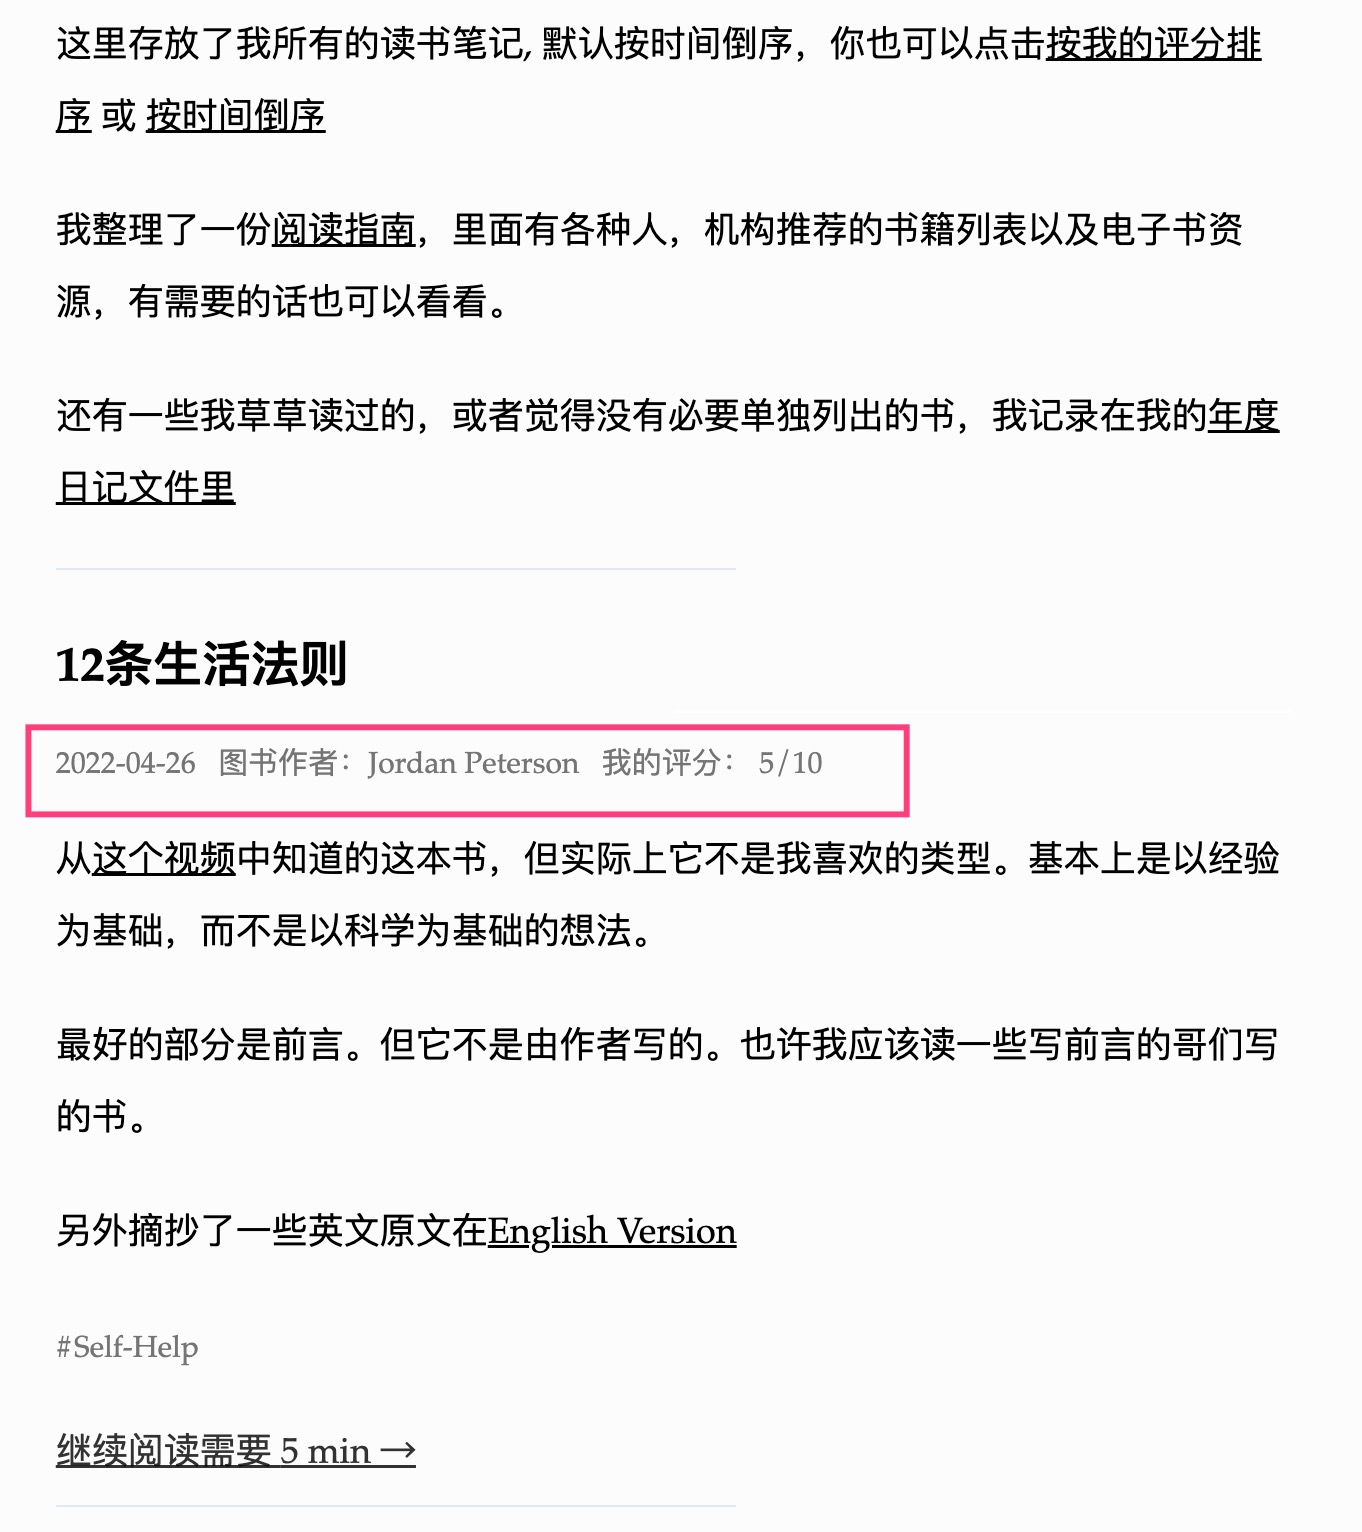 这里存放了我所有的读书笔记, 默认按时间倒序，你也可以点击按我的评分排
序 或 按时间倒序
我整理了一份阅读指南，里面有各种人，机构推荐的书籍列表以及电子书资
源，有需要的话也可以看看。
还有一些我草草读过的，或者觉得没有必要单独列出的书，我记录在我的年度
日记文件里
12条生活法则
2022-04-26 图书作者：Jordan Peterson 我的评分： 5/10
从这个视频中知道的这本书，但实际上它不是我喜欢的类型。基本上是以经验
为基础，而不是以科学为基础的想法。
最好的部分是前言。但它不是由作者写的。也许我应该读一些写前言的哥们写
的书。
另外摘抄了一些英文原文在English Version
#Self-Help
继续阅读需要 5 min →